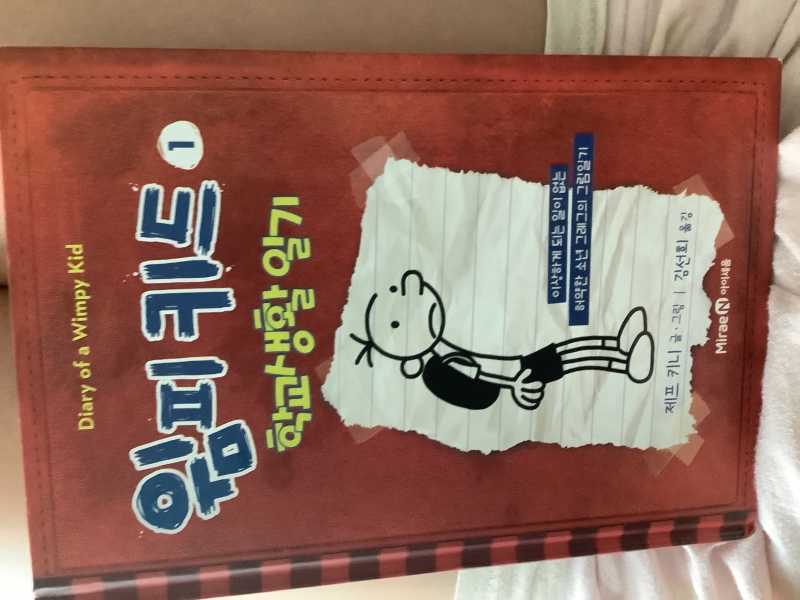 Diary of a Wimpy Kid
윔피 키드 1
학교생활 일기
이상하게 되는 일이 없는
허약한 소년 그레그의 그림일기
제프 키니 글·그림 | 김선희 옮김
Mirae N 아이세움